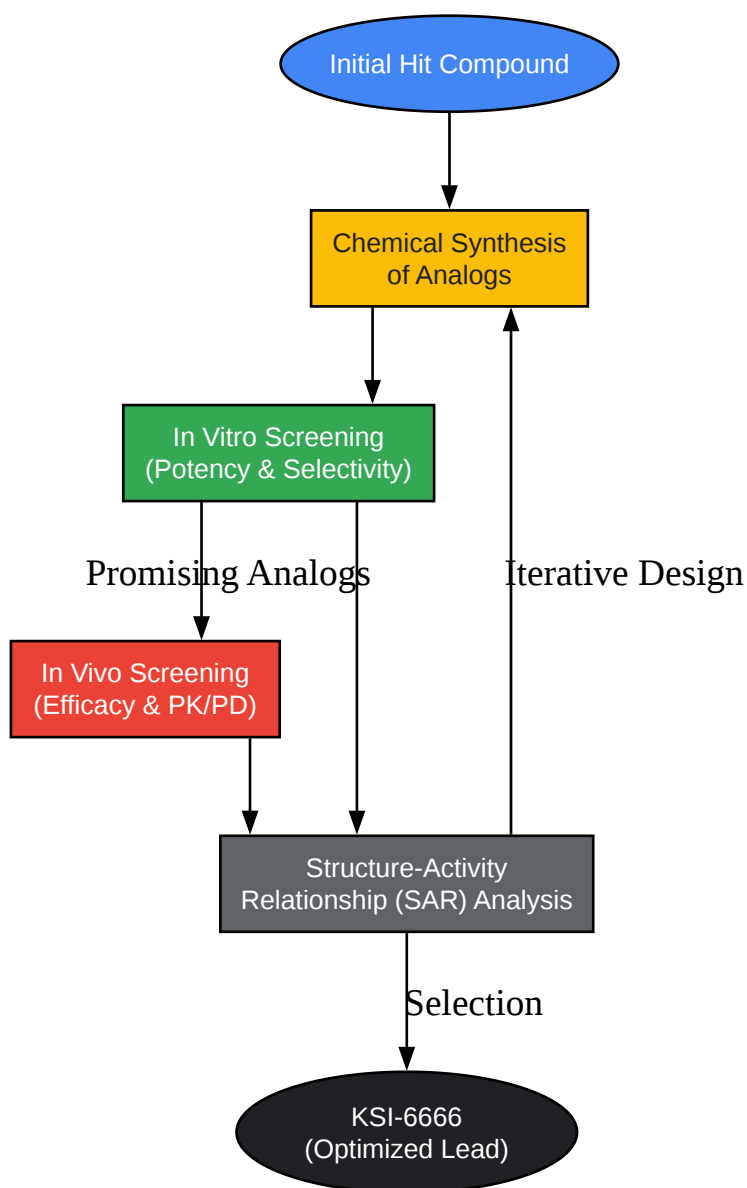 Initial Hit Compound
Chemical Synthesis
of Analogs
In Vitro Screening
(Potency & Selectivity)
Promising Analogs
Iterative Design
In Vivo Screening
(Efficacy & PK/PD)
Structure-Activity
Relationship (SAR) Analysis
Selection
KSI-6666
(Optimized Lead)